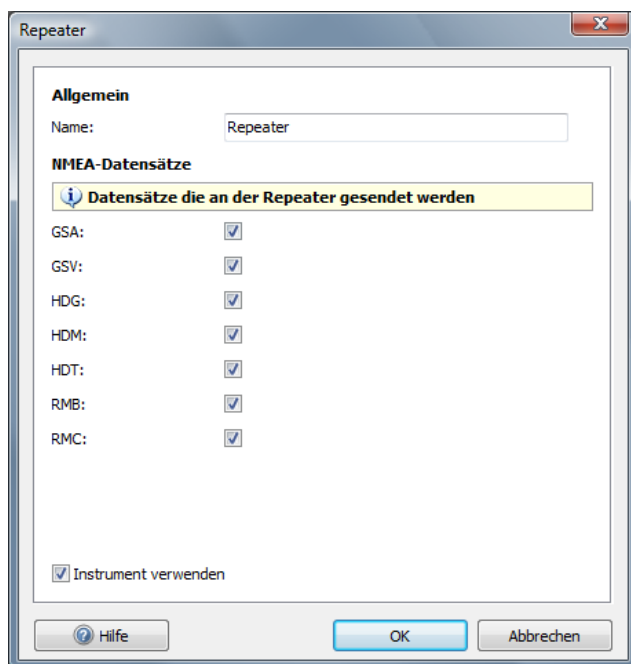 Repeater
Allgemein
Name: Repeater
NMEA-Datensätze
Datensätze die an der Repeater gesendet werden
GSA:
GSV:
HDG:
HDM:
HDT:
RMB:
RMC:
Instrument verwenden
Hilfe OK Abbrechen